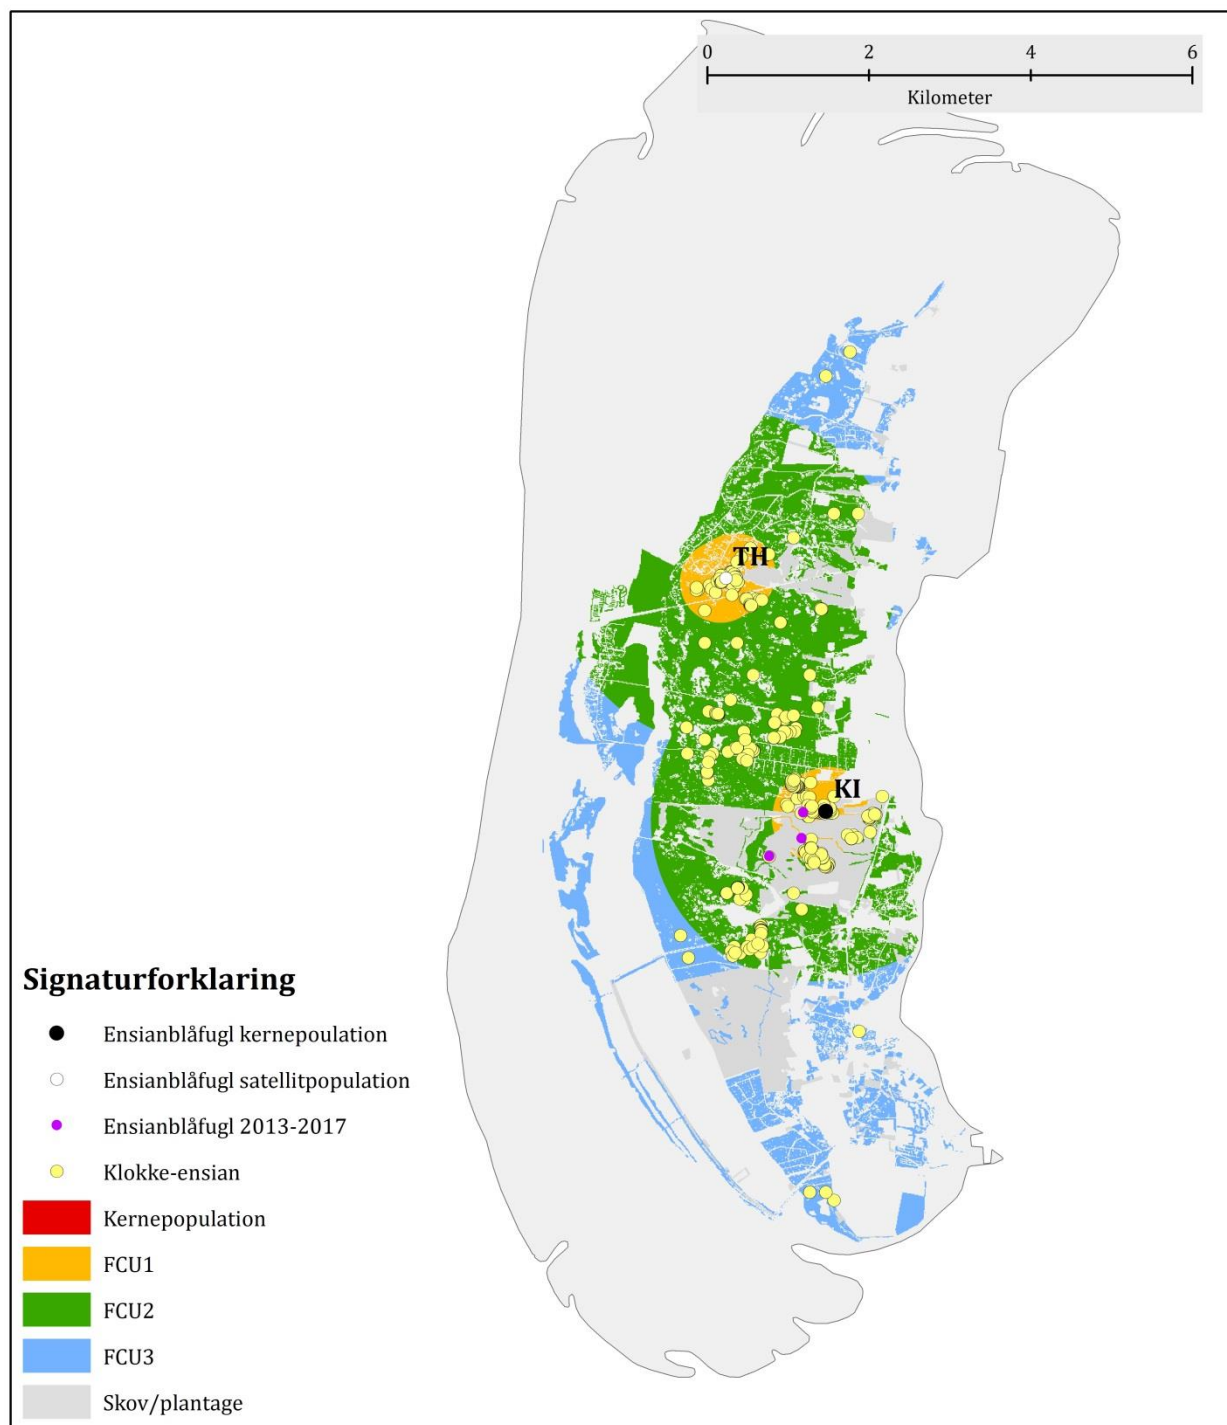 0 2 4 6
Kilometer
TH
KI
Signaturforklaring
Ensianblåfugl kernepoulation
Ensianblåfugl satellitpopulation
Ensianblåfugl 2013-2017
Klokke-ensian
Kernepopulation
FCU1
FCU2
FCU3
Skov/plantage